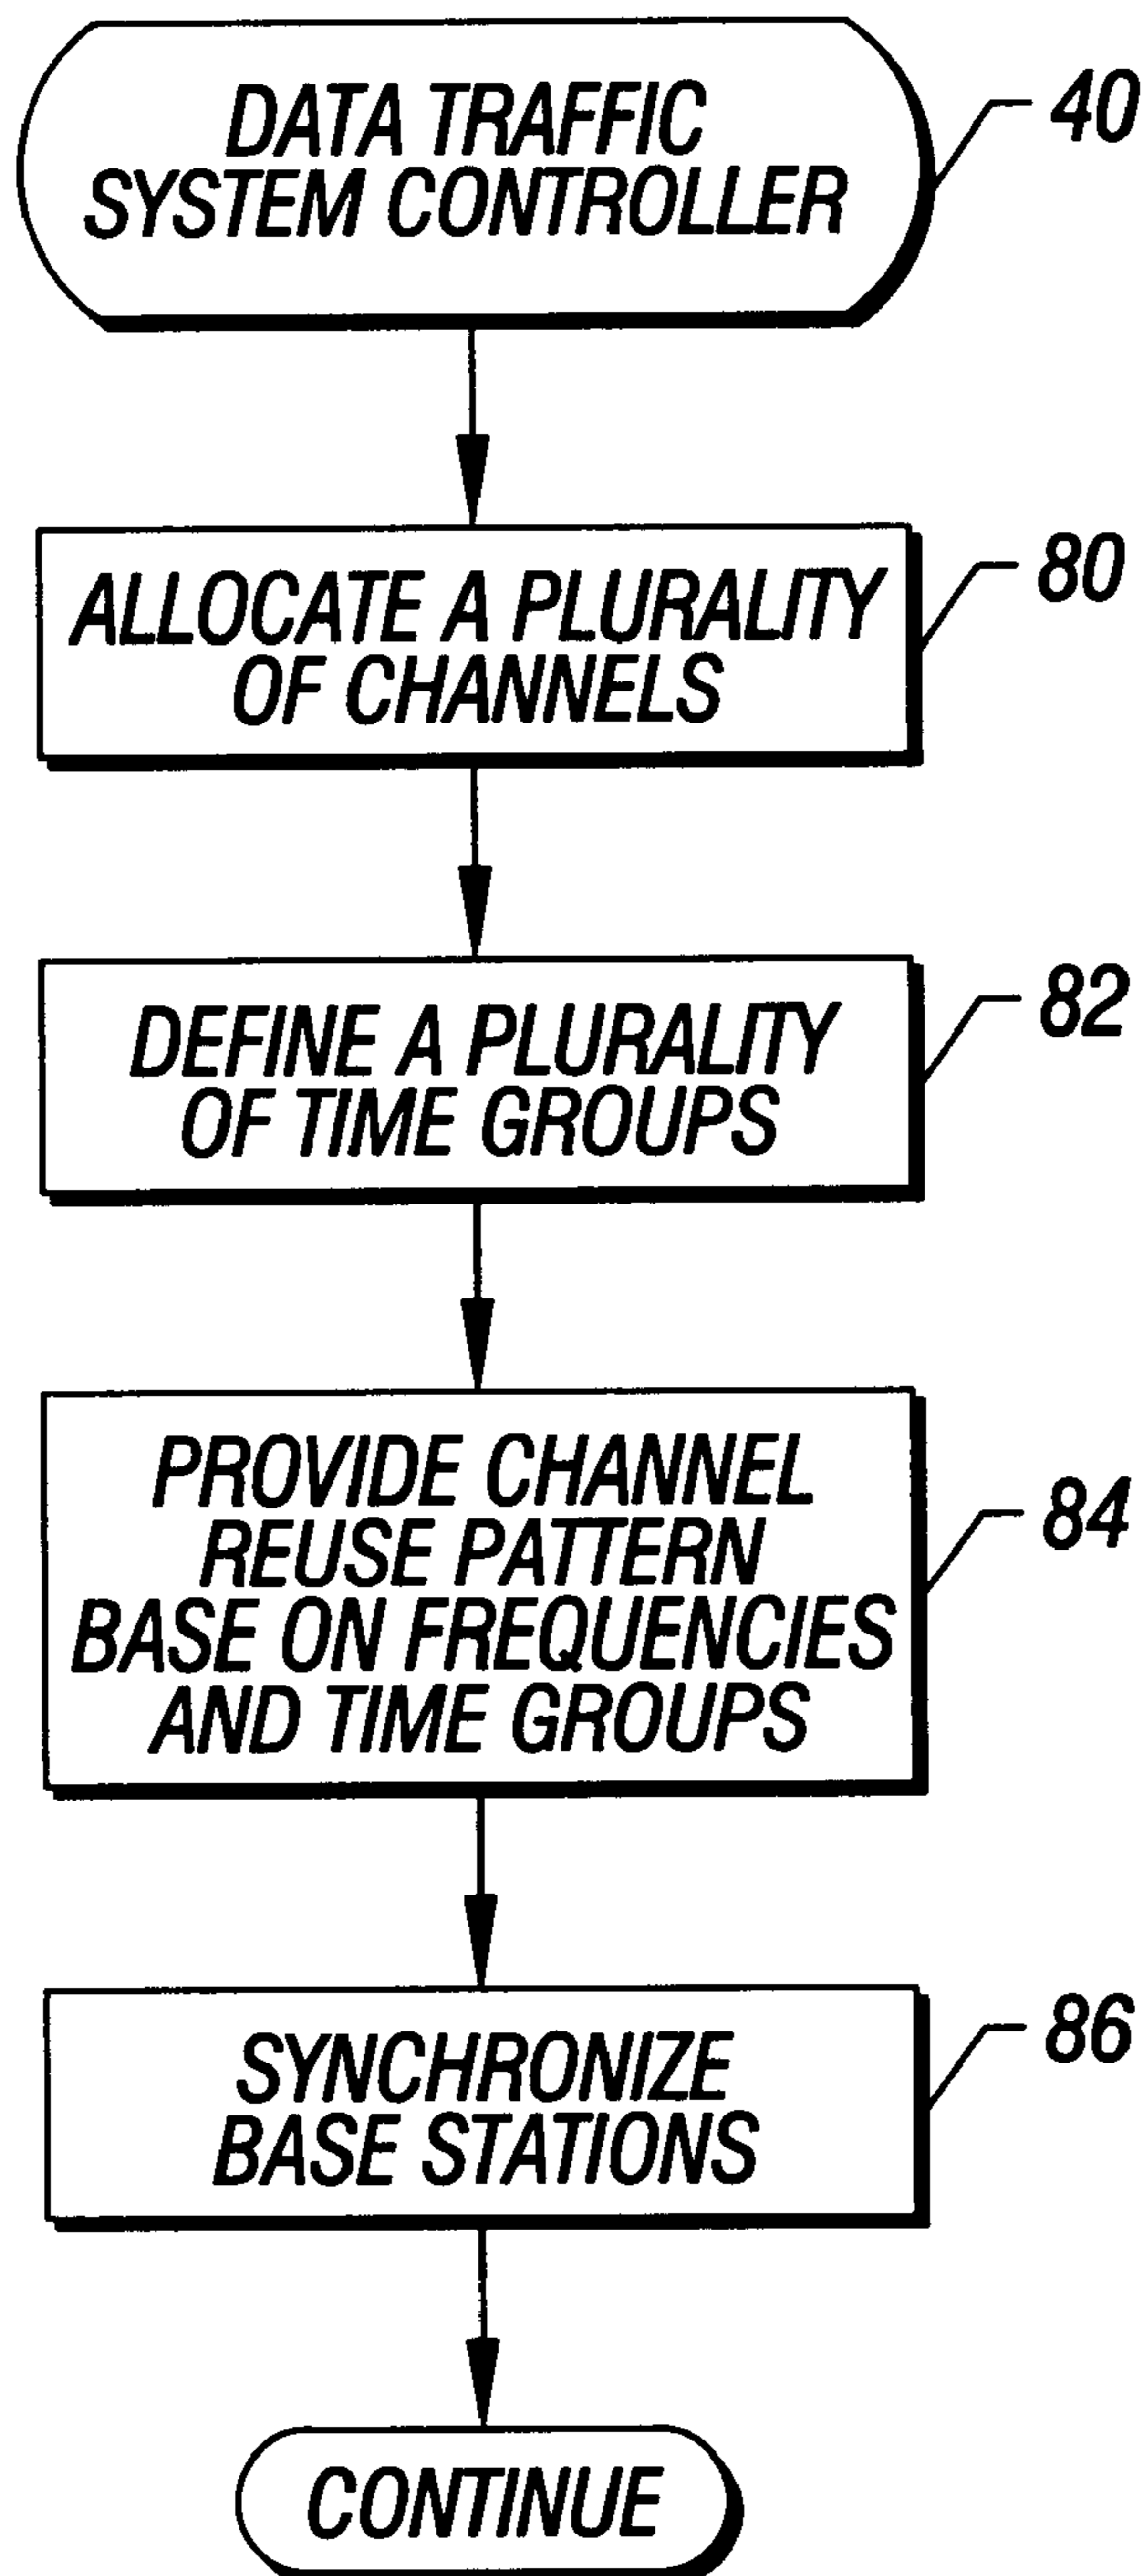 DATA TRAFFIC
SYSTEM CONTROLLER
40
ALLOCATE A PLURALITY
OF CHANNELS
80
DEFINE A PLURALITY
OF TIME GROUPS
82
PROVIDE CHANNEL
REUSE PATTERN
BASE ON FREQUENCIES
AND TIME GROUPS
84
SYNCHRONIZE
BASE STATIONS
86
CONTINUE